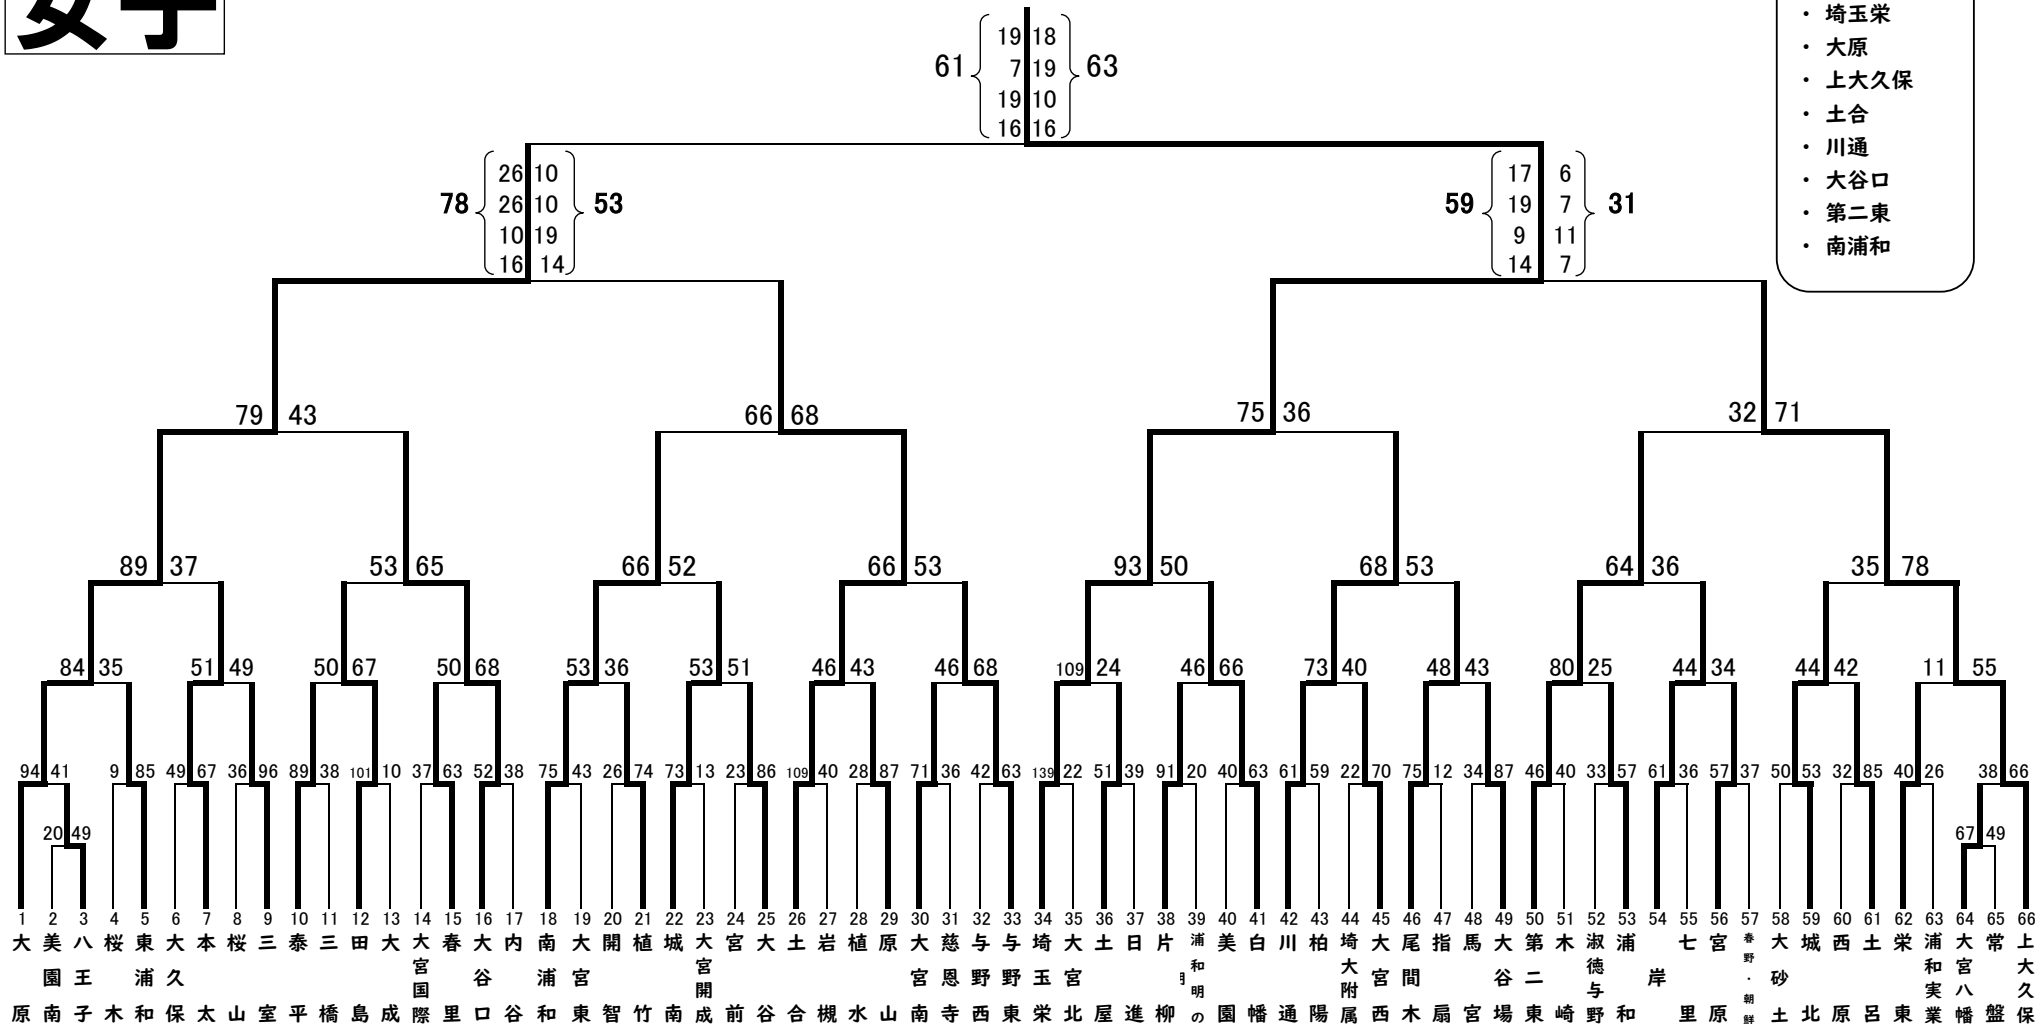 女子
・ 埼玉栄
・ 大原
・ 上大久保
・ 土合
・ 川通
・ 大谷口
・ 第二東
・ 南浦和
19 18
61 7 19 63
19 10
16 16
26 10 17 6
78 26 10 53 59 19 7 31
10 19 9 11
16 14 14 7
79 43 66 68 75 36 32 71
89 37 53 65 66 52 66 53 93 50 68 53 64 36 35 78
84 35 51 49 50 67 50 68 53 36 53 51 46 43 46 68 109 24 46 66 73 40 48 43 80 25 44 34 44 42 11 55
94 41 9 85 49 67 36 96 89 38 101 10 37 63 52 38 75 43 26 74 73 13 23 86 109 40 28 87 71 36 42 63 139 22 51 39 91 20 40 63 61 59 22 70 75 12 34 87 46 40 33 57 61 36 57 37 50 53 32 85 40 26 38 66
20 49 67 49
1 大原
2 美園南
3 八王子
4 桜木
5 東浦和
6 大久保
7 本太
8 桜山
9 三室
10 泰平
11 三橋
12 田島
13 大成
14 大宮国際
15 春里
16 大谷口
17 内谷
18 南浦和
19 大宮東
20 開智
21 植竹
22 城南
23 大宮開成
24 宮前
25 大谷
26 土合
27 岩槻
28 植水
29 原山
30 大宮南
31 慈恩寺
32 与野西
33 与野東
34 埼玉栄
35 大宮北
36 土屋
37 日進
38 片柳
39 浦和明の
40 美園
41 白幡
42 川通
43 柏陽
44 埼大附属
45 大宮西
46 尾間木
47 指扇
48 馬宮
49 大谷場
50 第二東
51 木崎
52 淑徳与野
53 浦和
54 岸
55 七里
56 宮原
57 春野・朝鮮
58 大砂土
59 城北
60 西原
61 土呂
62 栄東
63 浦和実業
64 大宮八幡
65 常盤
66 上大久保